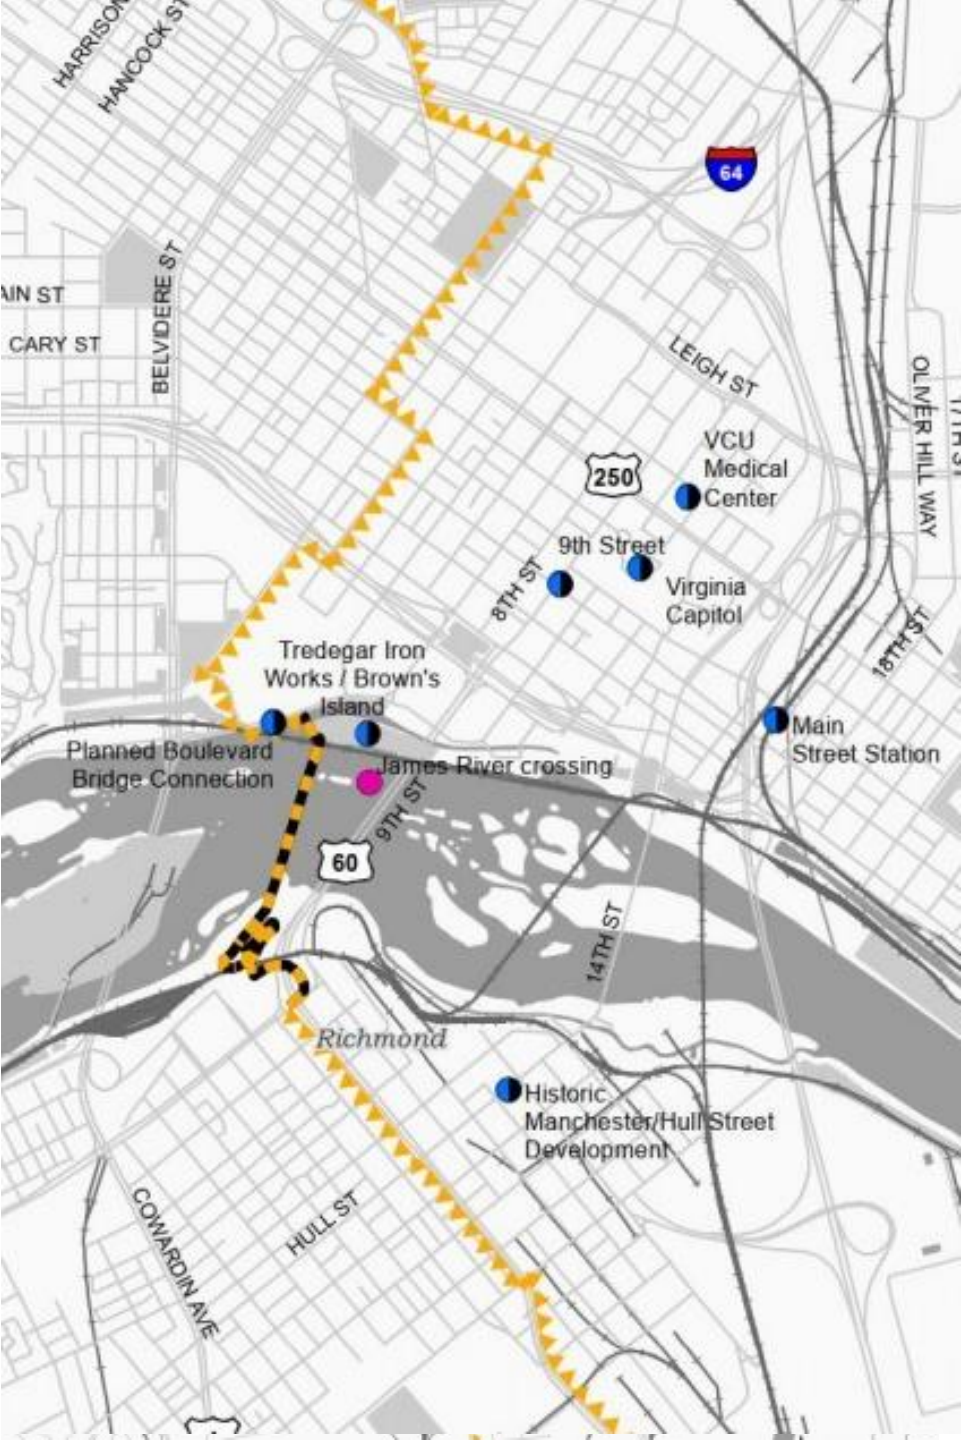 HARRISON
HANCOCK ST
64
BELVIDERE ST
AIN ST
CARY ST
LEIGH ST
OLIVER HILL WAY
17TH ST
VCU
Medical
Center
250
9th Street
8TH ST
Virginia
Capitol
18TH ST
Tredegar Iron
Works / Brown's
Island
Main
Street Station
Planned Boulevard
Bridge Connection
James River crossing
9TH ST
60
14TH ST
Richmond
Historic
Manchester/Hull Street
Development
COWARDIN AVE
HULL ST